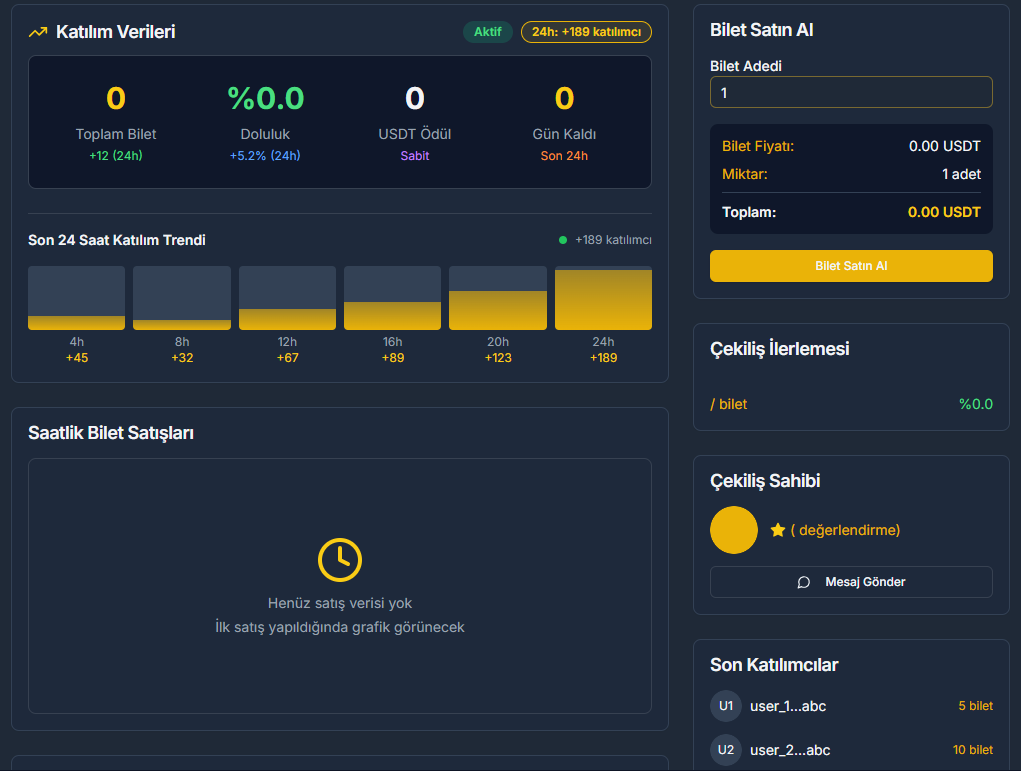 Katılım Verileri
Aktif
24h: +189 katılımcı
0
%0.0
0
0
Toplam Bilet
Doluluk
USDT Ödül
Gün Kaldı
+12 (24h)
+5.2% (24h)
Sabit
Son 24h
Son 24 Saat Katılım Trendi
+189 katılımcı
4h
8h
12h
16h
20h
24h
+45
+32
+67
+89
+123
+189
Saatlik Bilet Satışları
Henüz satış verisi yok
İlk satış yapıldığında grafik görünecek
Bilet Satın Al
Bilet Adedi
1
Bilet Fiyatı: 0.00 USDT
Miktar: 1 adet
Toplam: 0.00 USDT
Bilet Satın Al
Çekiliş İlerlemesi
/ bilet %0.0
Çekiliş Sahibi
( değerlendirme)
Mesaj Gönder
Son Katılımcılar
U1 user_1...abc 5 bilet
U2 user_2...abc 10 bilet